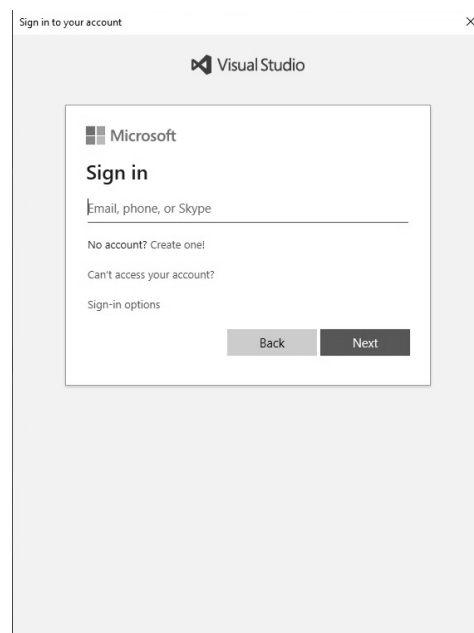 Sign in to your account
Visual Studio
Microsoft
Sign in
Email, phone, or Skype
No account? Create one!
Can't access your account?
Sign-in options
Back Next